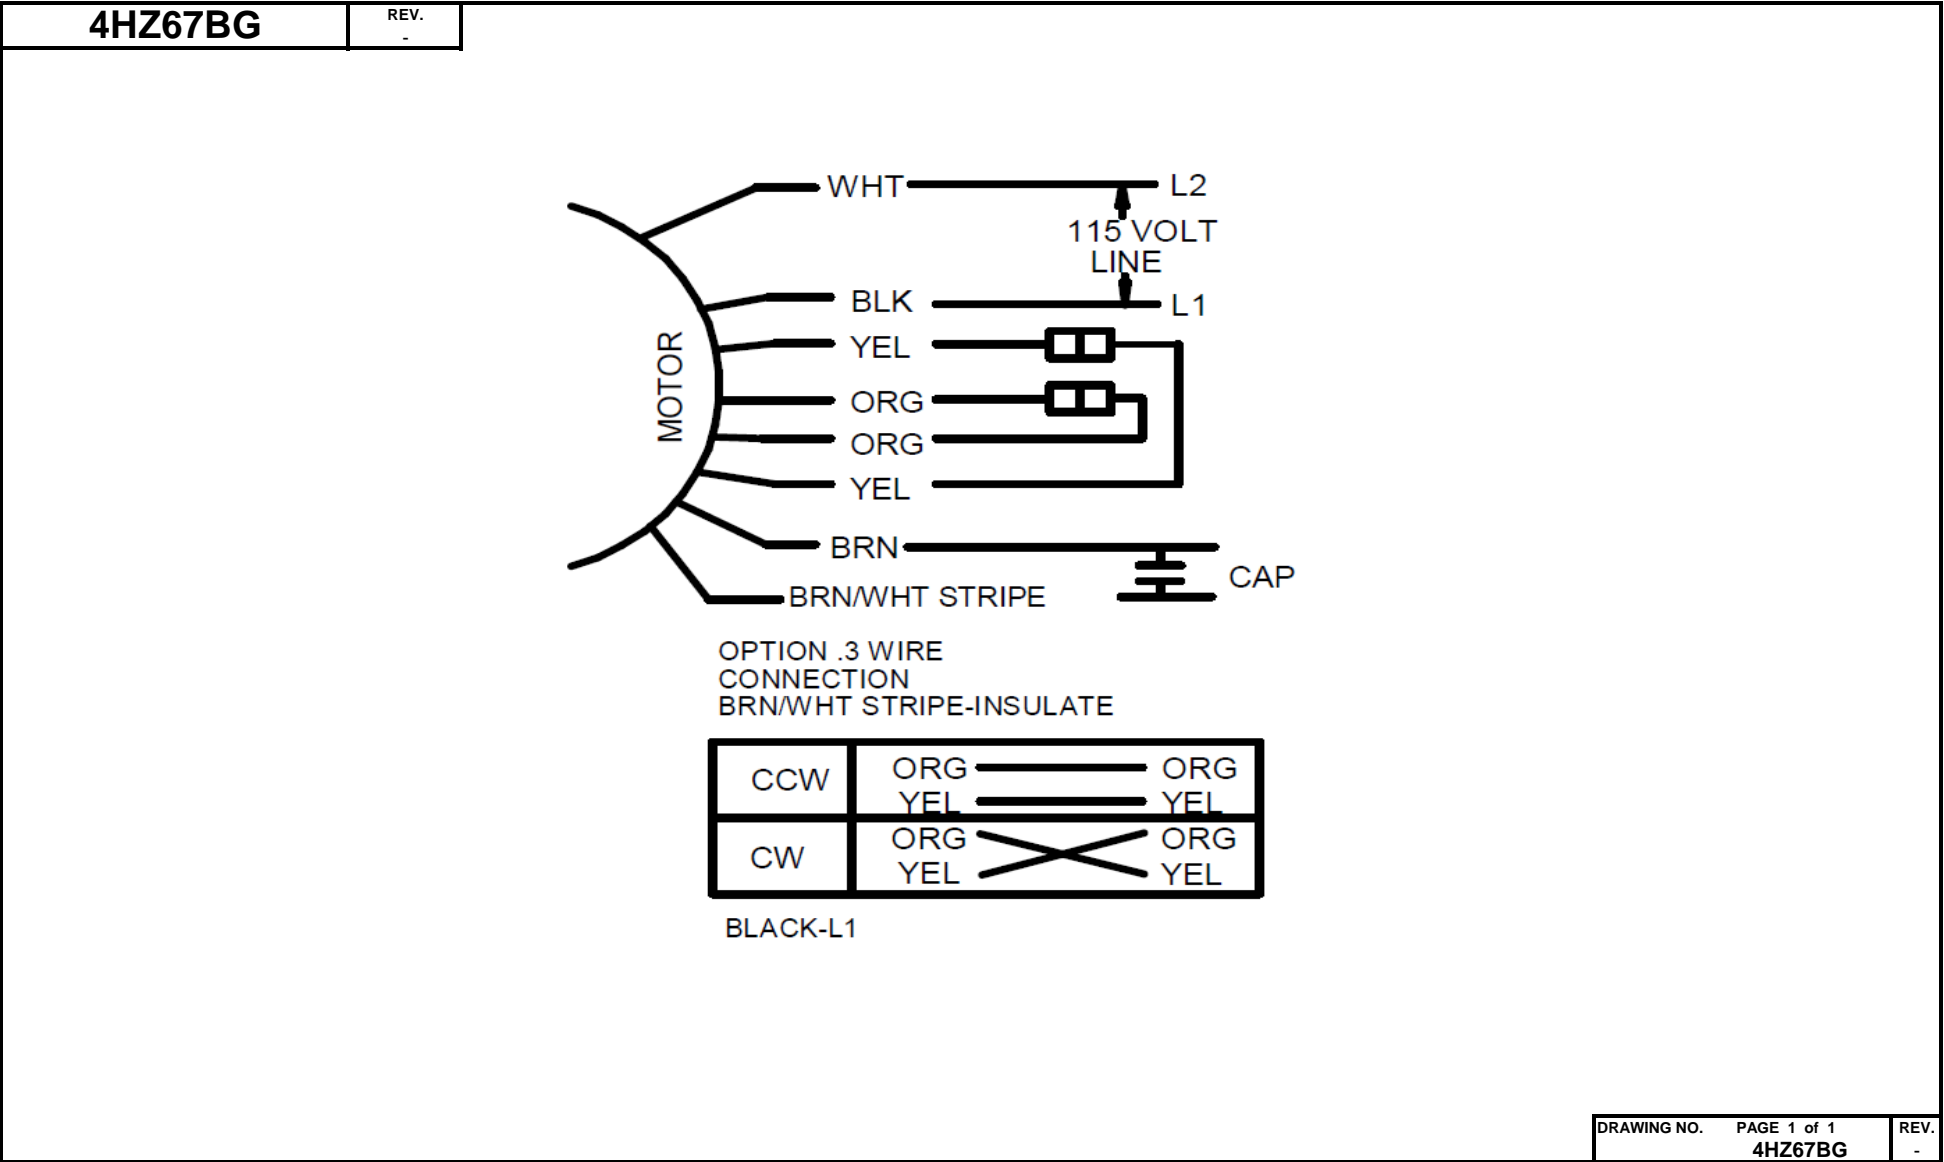 4HZ67BG
REV.
-
WHT
L2
115 VOLT
LINE
BLK
L1
MOTOR
YEL
ORG
ORG
YEL
BRN
CAP
BRN/WHT STRIPE
OPTION .3 WIRE
CONNECTION
BRN/WHT STRIPE-INSULATE
CCW
ORG ORG
YEL YEL
CW
ORG ORG
YEL YEL
BLACK-L1
DRAWING NO. PAGE 1 of 1 REV.
4HZ67BG -